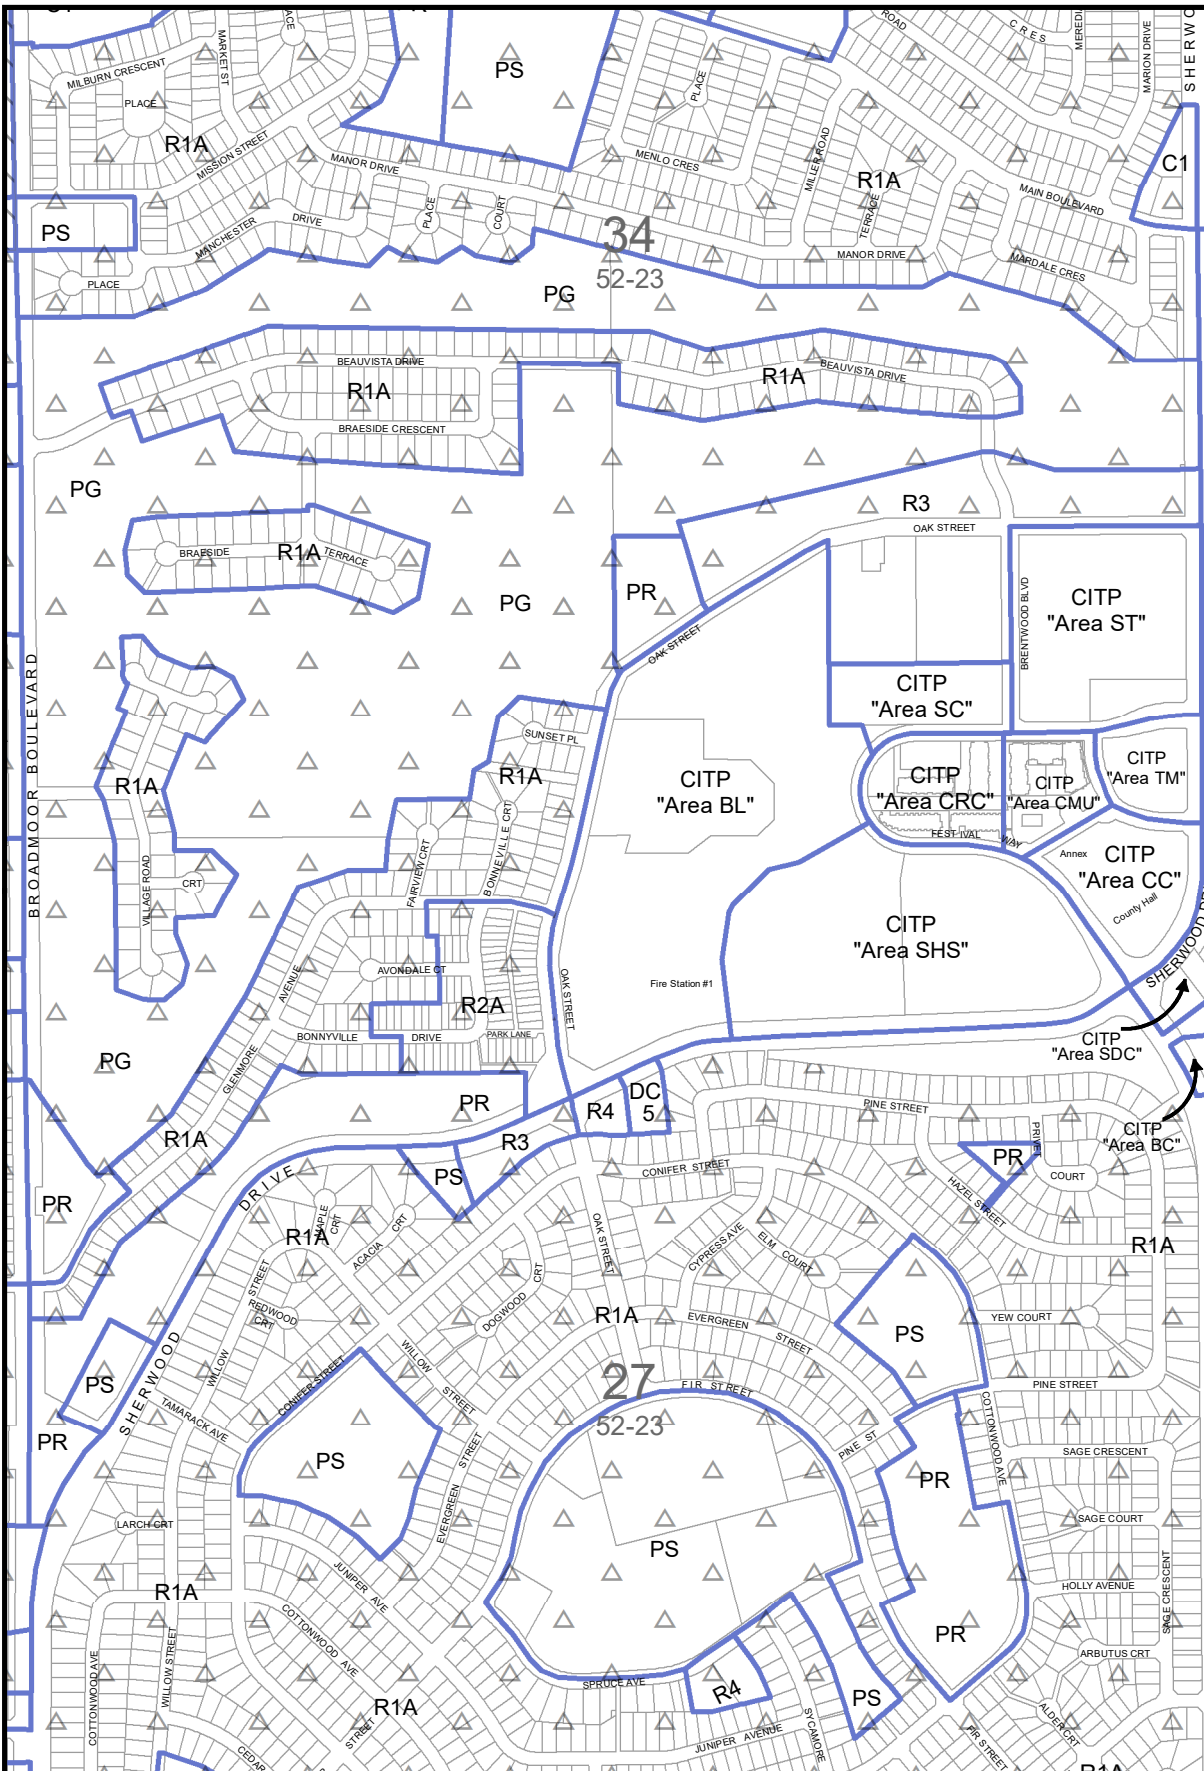 PS
MILBURN CRESCENT
MARKET ST
PLACE
R1A
MISSION STREET
MANOR DRIVE
PLACE
MENLO CRES
MILLER ROAD
R1A
TERRACE
ROAD
CRES
MARION DRIVE
C1
MAIN BOULEVARD
MARDALE CRES
MANOR DRIVE
PS
PLACE
MANCHESTER
DRIVE
PLACE
COURT
34
52-23
PG
BEAUVISTA DRIVE
R1A
BRAESIDE CRESCENT
R1A
BEAUVISTA DRIVE
PG
R3
OAK STREET
BRAESIDE
R1A
TERRACE
PG
PR
OAK STREET
BRENTWOOD BLVD
CITP
"Area ST"
CITP
"Area SC"
BROADMOOR BOULEVARD
SUNSET PL
R1A
R1A
CITP
"Area BL"
CITP
"Area CRC"
CITP
"Area CMU"
CITP
"Area TM"
FESTIVAL
WAY
Annex
CITP
"Area CC"
County Hall
FAIRVIEW CRT
BONNEVILLE CRT
VILLAGE ROAD
CRT
CITP
"Area SHS"
Fire Station #1
AVENUE
AVONDALE CT
R2A
OAK STREET
BONNYVILLE
DRIVE
PARK LANE
CITP
"Area SDC"
PG
GLENMORE
PR
R4
DC
5
PINE STREET
CITP
"Area BC"
R1A
R3
PRIVET
PR
COURT
PR
DRIVE
PS
CONIFER STREET
HAZEL STREET
R1A
MAPLE
CRT
ACACIA
CRT
OAK STREET
CYPRESS AVE
ELM COURT
R1A
STREET
REDWOOD
CRT
DOGWOOD
CRT
R1A
EVERGREEN
STREET
PS
YEW COURT
WILLOW
WILLOW
STREET
PS
SHERWOOD
TAMARACK AVE
CONIFER STREET
27
52-23
FIR STREET
PINE STREET
PR
PS
EVERGREEN
STREET
PINE ST
PR
COTTONWOOD AVE
SAGE CRESCENT
SAGE COURT
LARCH CRT
PS
R1A
JUNIPER AVE
HOLLY AVENUE
SAGE CRESCENT
COTTONWOOD AVE
PR
ARBUTUS CRT
COTTONWOOD AVE
WILLOW STREET
SPRUCE AVE
R4
PS
R1A
STREET
JUNIPER AVENUE
SYCAMORE
FIR STREET
ALDER CRT